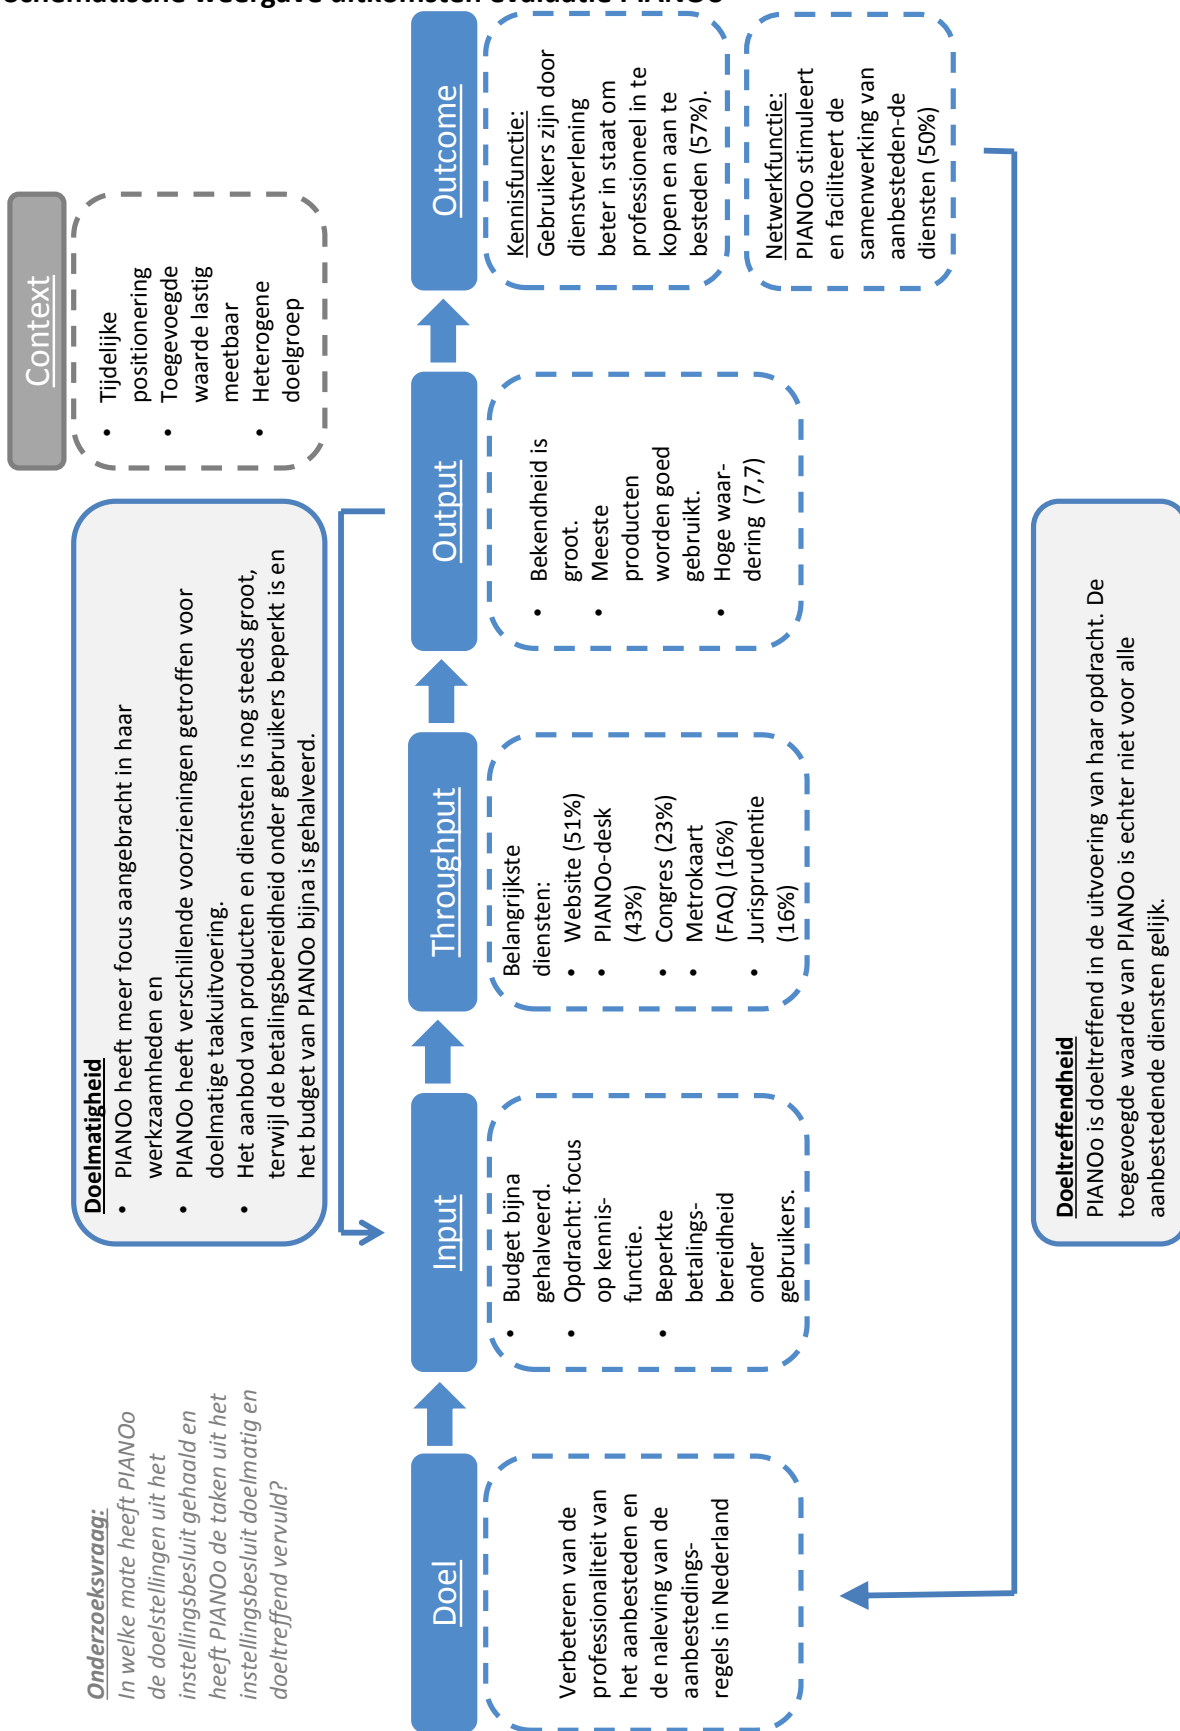 Schematische weergave uitkomsten evaluatie PIANOo
Onderzoeksvraag:
In welke mate heeft PIANOo
de doelstellingen uit het
instellingsbesluit gehaald en
heeft PIANOo de taken uit het
instellingsbesluit doelmatig en
doeltreffend vervuld?
Doelmatigheid
• PIANOo heeft meer focus aangebracht in haar
werkzaamheden en
• PIANOo heeft verschillende voorzieningen getroffen voor
doelmatige taakuitvoering.
• Het aanbod van producten en diensten is nog steeds groot,
terwijl de betalingsbereidheid onder gebruikers beperkt is en
het budget van PIANOo bijna is gehalveerd.
Context
• Tijdelijke
positionering
• Toegevoegde
waarde lastig
meetbaar
• Heterogene
doelgroep
Doel
Verbeteren van de
professionaliteit van
het aanbesteden en
de naleving van de
aanbestedings-
regels in Nederland
Input
• Budget bijna
gehalveerd.
• Opdracht: focus
op kennis-
functie.
• Beperkte
betalings-
bereidheid
onder
gebruikers.
Throughput
Belangrijkste
diensten:
• Website (51%)
• PIANOo-desk
(43%)
• Congres (23%)
• Metrokaart
(FAQ) (16%)
• Jurisprudentie
(16%)
Output
• Bekendheid is
groot.
• Meeste
producten
worden goed
gebruikt.
• Hoge waar-
dering (7,7)
Outcome
Kennisfunctie:
Gebruikers zijn door
dienstverlening
beter in staat om
professioneel in te
kopen en aan te
besteden (57%).
Netwerkfunctie:
PIANOo stimuleert
en faciliteert de
samenwerking van
aanbesteden-de
diensten (50%)
Doeltreffendheid
PIANOo is doeltreffend in de uitvoering van haar opdracht. De
toegevoegde waarde van PIANOo is echter niet voor alle
aanbestedende diensten gelijk.